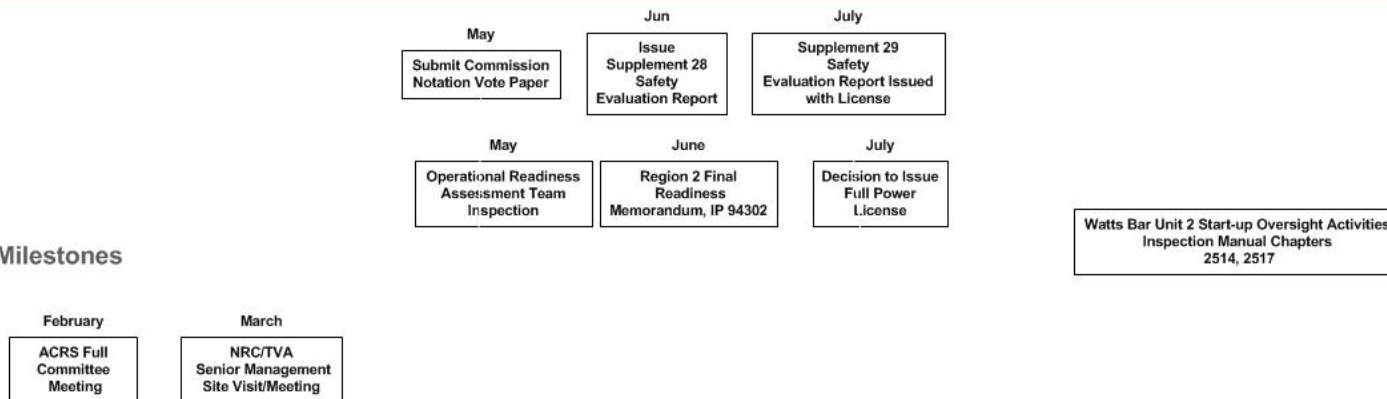 May
Submit Commission
Notation Vote Paper
Jun
Issue
Supplement 28
Safety
Evaluation Report
July
Supplement 29
Safety
Evaluation Report Issued
with License
May
Operational Readiness
Assessment Team
Inspection
June
Region 2 Final
Readiness
Memorandum, IP 94302
July
Decision to Issue
Full Power
License
Watts Bar Unit 2 Start-up Oversight Activities
Inspection Manual Chapters
2514, 2517
Milestones
February
ACRS Full
Committee
Meeting
March
NRC/TVA
Senior Management
Site Visit/Meeting